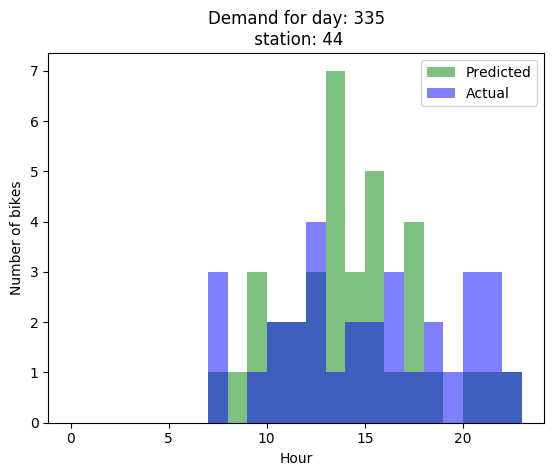 Demand for day: 335
station: 44
Predicted
Actual
Number of bikes
7
6
5
4
3
2
1
0
0 5 10 15 20
Hour